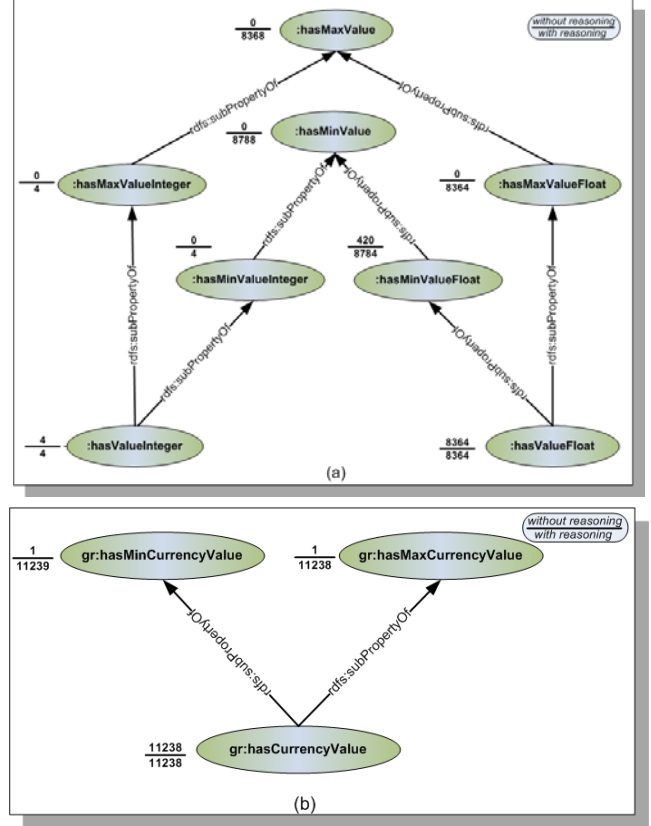 0
8368
:hasMaxValue
without reasoning
with reasoning
rdfs:subPropertyOf
rdfs:subPropertyOf
0
8788
:hasMinValue
0
4
:hasMaxValueInteger
rdfs:subPropertyOf
rdfs:subPropertyOf
0
8364
:hasMaxValueFloat
0
4
:hasMinValueInteger
420
8784
:hasMinValueFloat
rdfs:subPropertyOf
rdfs:subPropertyOf
rdfs:subPropertyOf
rdfs:subPropertyOf
4
4
:hasValueInteger
8364
8364
:hasValueFloat
(a)
without reasoning
with reasoning
1
11239
gr:hasMinCurrencyValue
1
11238
gr:hasMaxCurrencyValue
rdfs:subPropertyOf
rdfs:subPropertyOf
11238
11238
gr:hasCurrencyValue
(b)